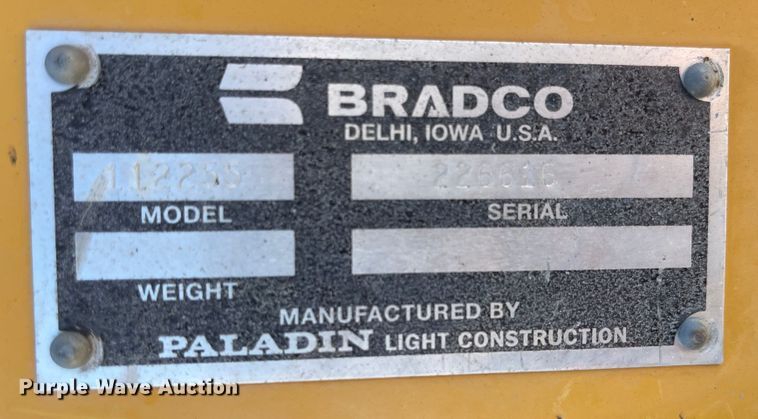 BRADCO
DELHI, IOWA U.S.A.
112255 226616
MODEL SERIAL
WEIGHT
MANUFACTURED BY
PALADIN LIGHT CONSTRUCTION
Purple Wave Auction